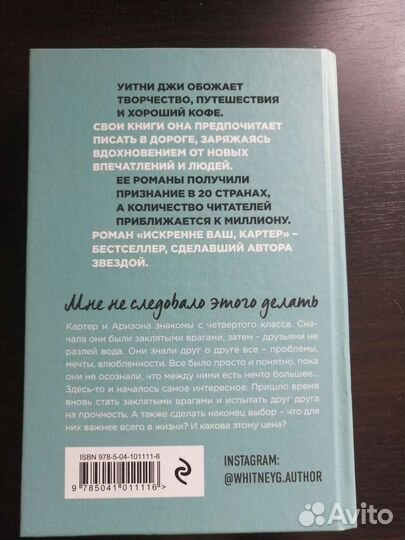 УИТНИ ДЖИ ОБОЖАЕТ
ТВОРЧЕСТВО, ПУТЕШЕСТВИЯ
И ХОРОШИЙ КОФЕ.
СВОИ КНИГИ ОНА ПРЕДПОЧИТАЕТ
ПИСАТЬ В ДОРОГЕ, ЗАРЯЖАЯСЬ
ВДОХНОВЕНИЕМ ОТ НОВЫХ
ВПЕЧАТЛЕНИЙ И ЛЮДЕЙ.
ЕЕ РОМАНЫ ПОЛУЧИЛИ
ПРИЗНАНИЕ В 20 СТРАНАХ,
А КОЛИЧЕСТВО ЧИТАТЕЛЕЙ
ПРИБЛИЖАЕТСЯ К МИЛЛИОНУ.
РОМАН «ИСКРЕННЕ ВАШ, КАРТЕР» –
БЕСТСЕЛЛЕР, СДЕЛАВШИЙ АВТОРА
ЗВЕЗДОЙ.
Мне не следовало этого делать
Картер и Аризона знакомы с четвертого класса. Сна-
чала они были заклятыми врагами, затем – друзьями не
разлей вода. Они знали друг о друге все – проблемы,
мечты, влюбленности. Все было просто и понятно, пока
они не осознали, что между ними есть нечто большее...
Здесь-то и началось самое интересное. Пришло время
вновь стать заклятыми врагами и испытать друг друга
на прочность. А также сделать наконец выбор – что для
них важнее всего в жизни? И какова этому цена?
ISBN 978-5-04-101111-6
9 785041 011116 >
INSTAGRAM:
@WHITNEYG.AUTHOR
Avito